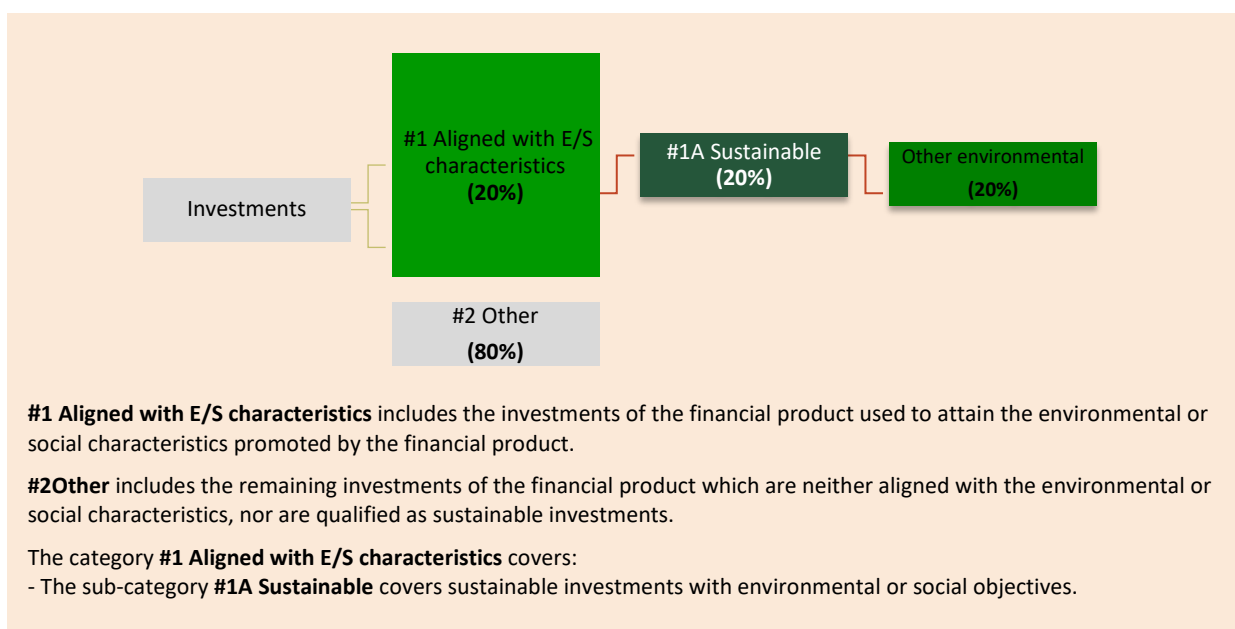 Investments
#1 Aligned with E/S
characteristics
(20%)
#1A Sustainable
(20%)
Other environmental
(20%)
#2 Other
(80%)
#1 Aligned with E/S characteristics includes the investments of the financial product used to attain the environmental or
social characteristics promoted by the financial product.
#2Other includes the remaining investments of the financial product which are neither aligned with the environmental or
social characteristics, nor are qualified as sustainable investments.
The category #1 Aligned with E/S characteristics covers:
- The sub-category #1A Sustainable covers sustainable investments with environmental or social objectives.